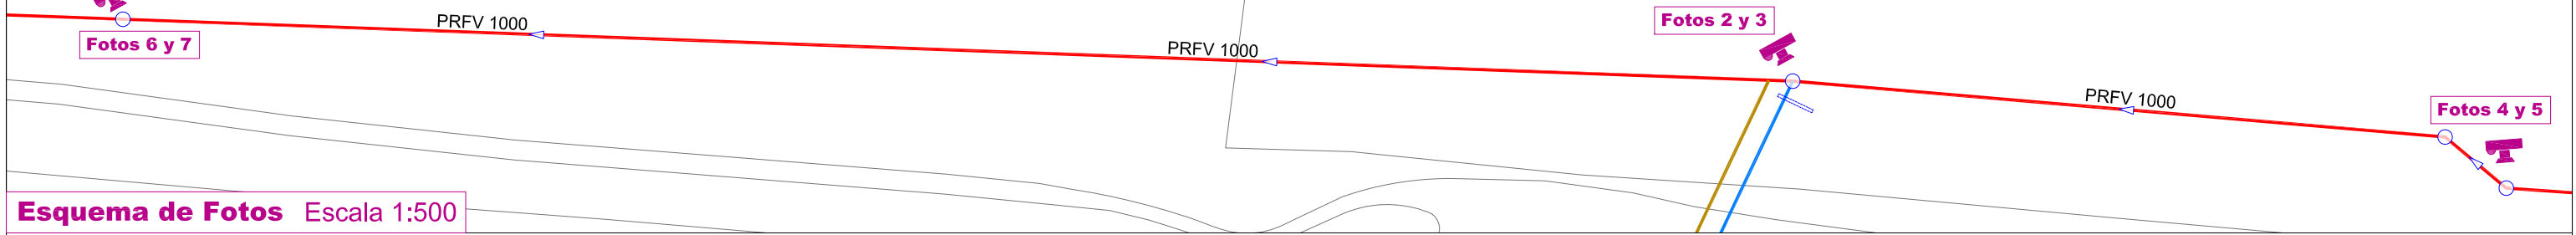 PRFV 1000
Fotos 6 y 7
PRFV 1000
Fotos 2 y 3
PRFV 1000
Fotos 4 y 5
Esquema de Fotos Escala 1:500